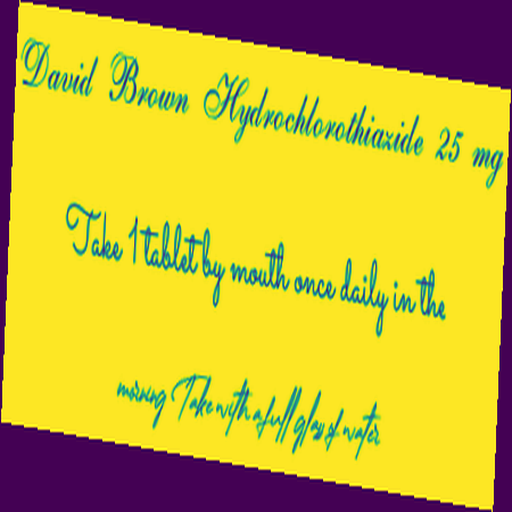 David Brown Hydrochlorothiazide 25 mg
Take 1 tablet by mouth once daily in the
morning Take with a full glass of water